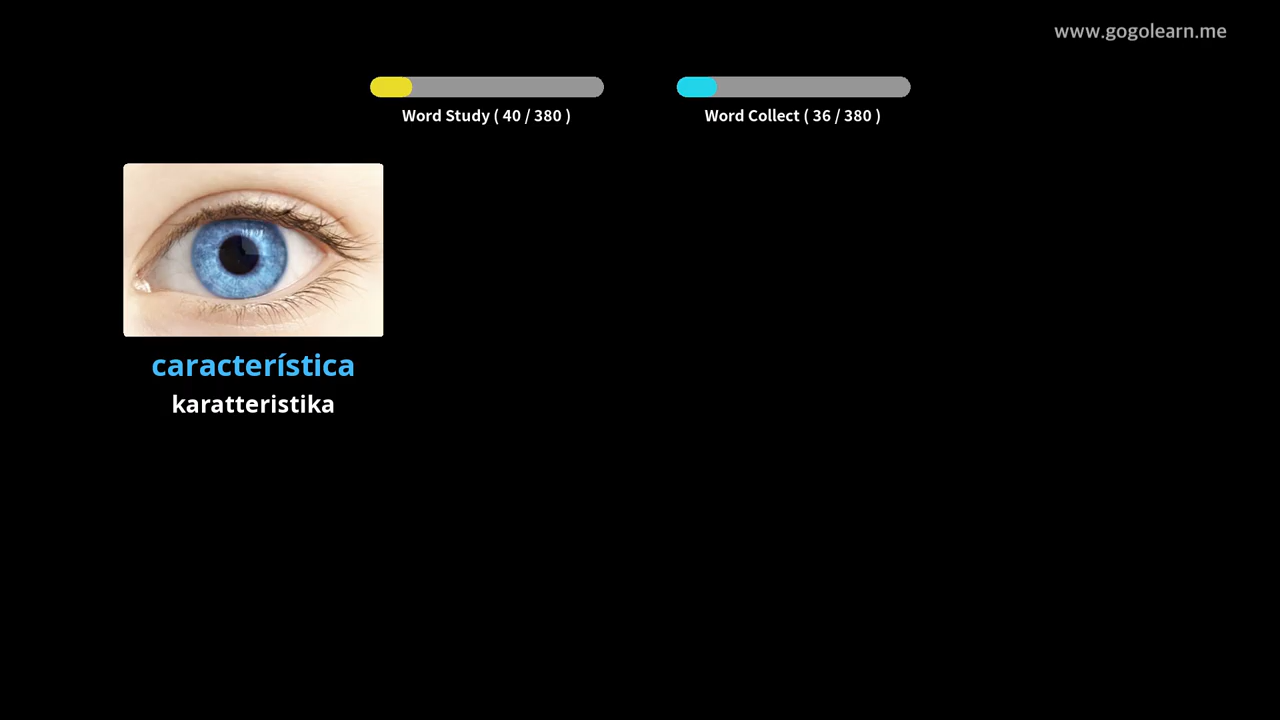 www.gogolearn.me
Word Study ( 40 / 380 )
Word Collect ( 36 / 380 )
característica
karatteristika